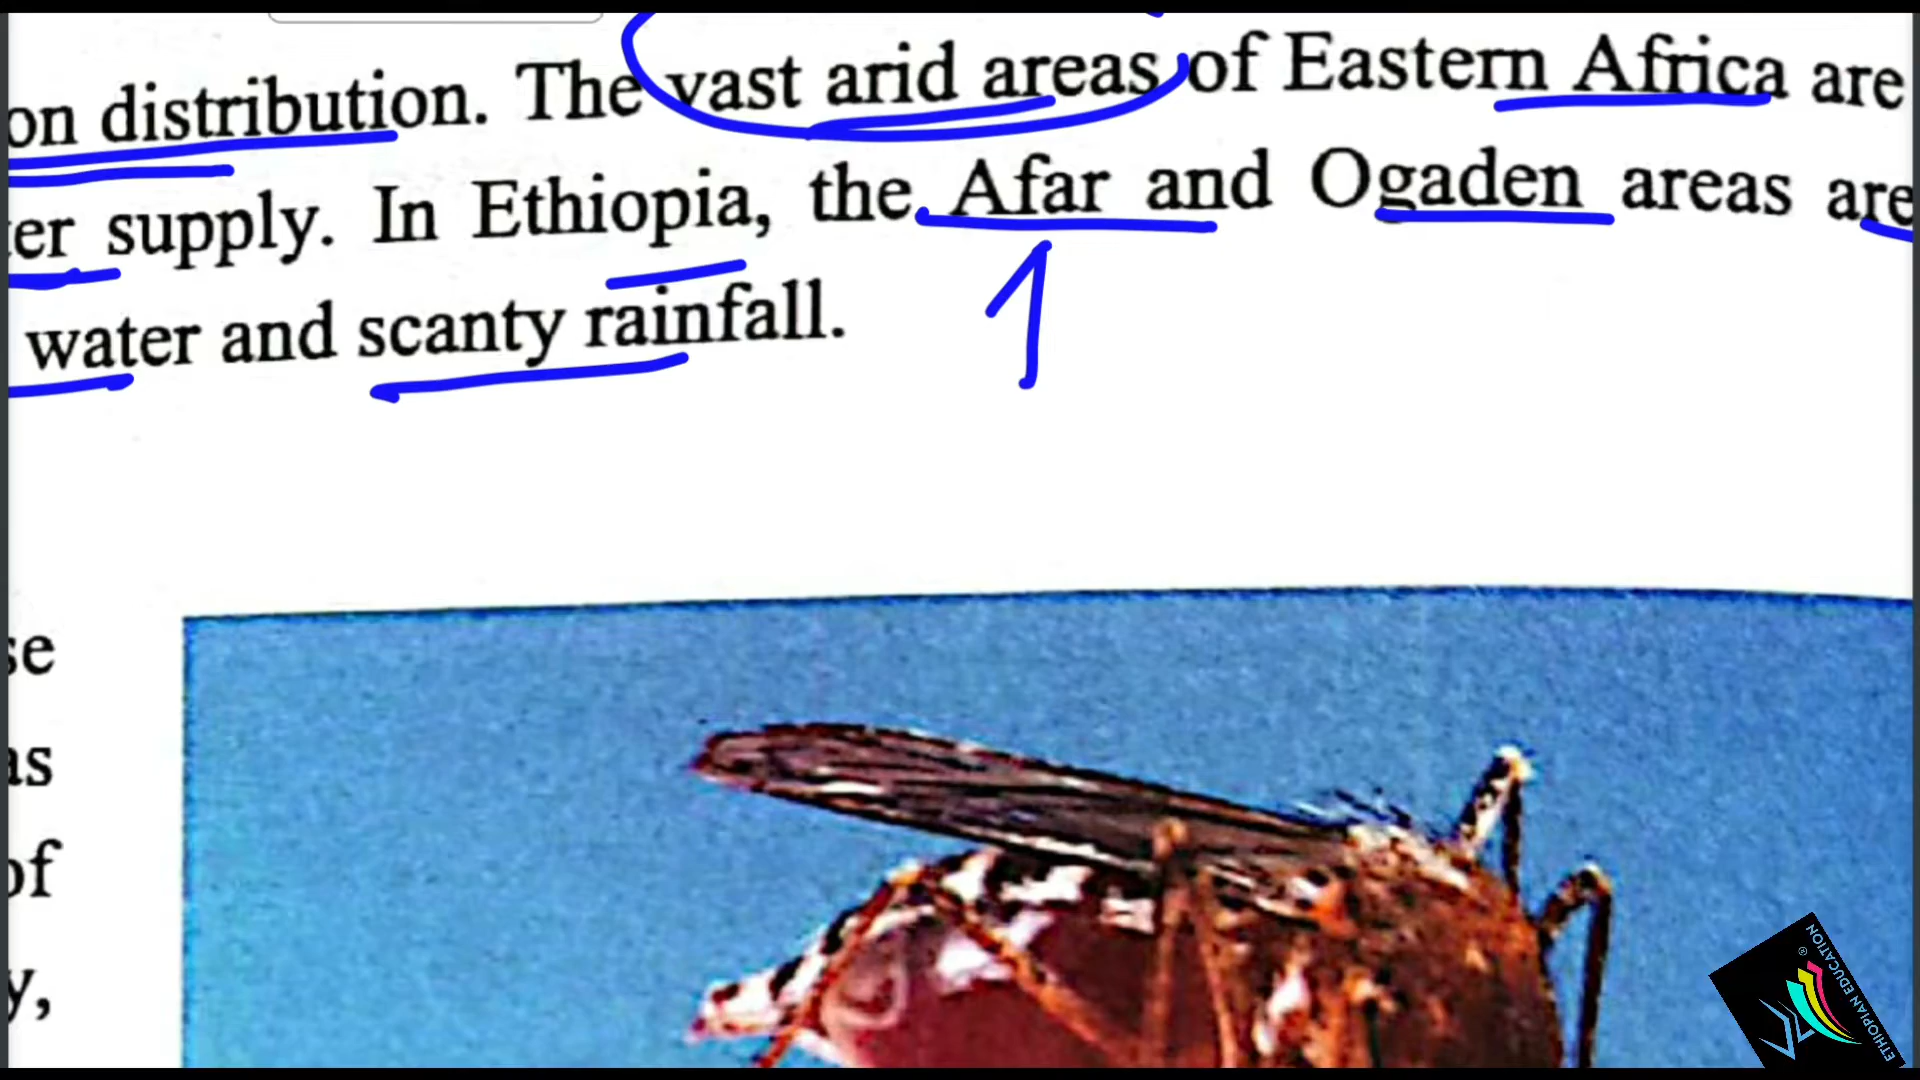 on distribution. The vast arid areas of Eastern Africa are
er supply. In Ethiopia, the Afar and Ogaden areas are
water and scanty rainfall.
1
se
as
of
y,
ETHIOPIAN EDUCATION
®